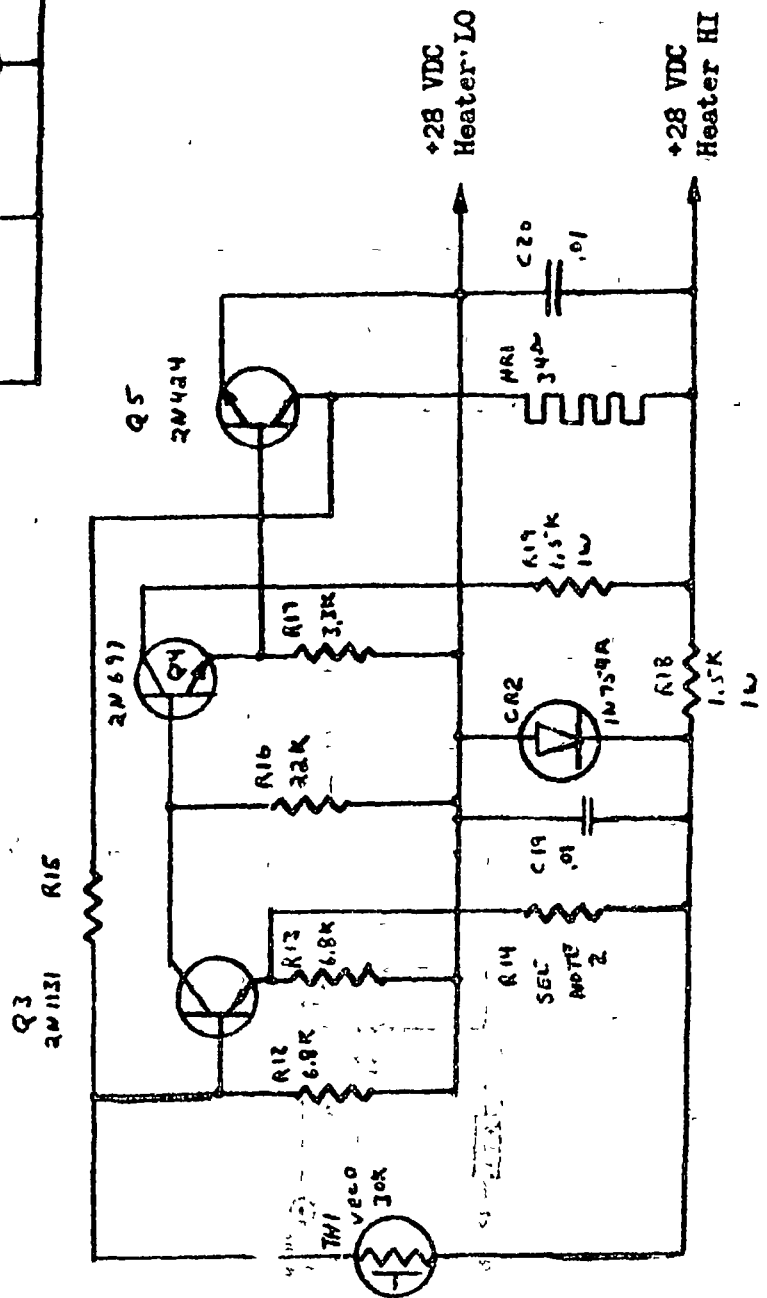 +28 VDC
Heater LO
+28 VDC
Heater HI
Q5
2N424
C20
.01
HR1
34Ω
2N697
Q4
R17
3.3K
R19
1.5K
1W
R16
22K
CR2
1N759A
R18
1.5K
1W
C19
.01
Q3
2N1131
R15
R13
6.8K
R14
SEL
NOTE
2
R12
6.8K
TH1
VECO
30K